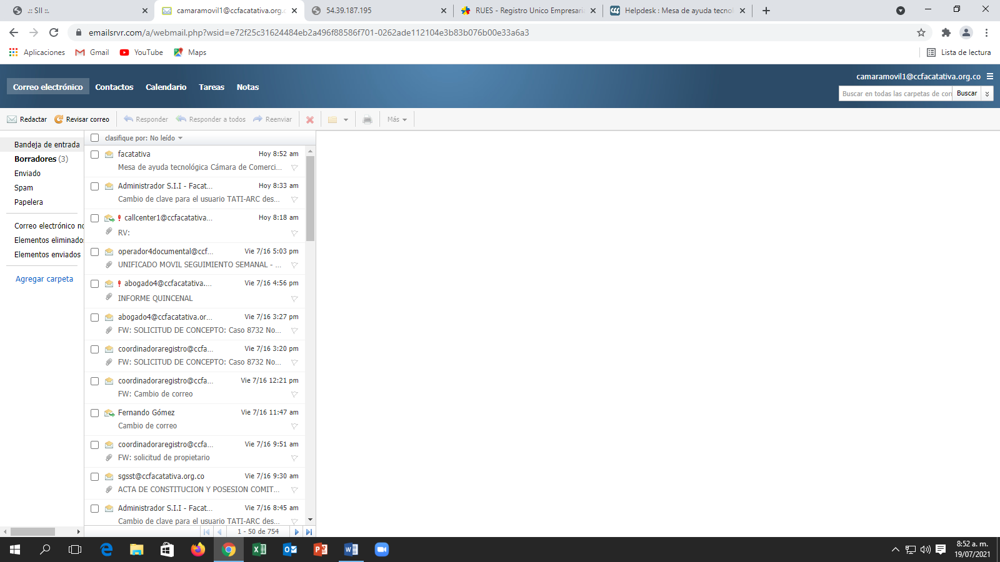 .:: SII ::.
camaramovil1@ccfacatativa.org.c
54.39.187.195
RUES - Registro Unico Empresaria
Helpdesk : Mesa de ayuda tecnol
emailsrvr.com/a/webmail.php?wsid=e72f25c31624484eb2a496f88586f701-0262ade112104e3b83b076b00e33a6a3
Aplicaciones Gmail YouTube Maps Lista de lectura
camaramovil1@ccfacatativa.org.co
Correo electrónico Contactos Calendario Tareas Notas
Buscar en todas las carpetas de corr Buscar
Redactar Revisar correo Responder Responder a todos Reenviar Más
Bandeja de entrada
Borradores (3)
Enviado
Spam
Papelera
Correo electrónico no
Elementos eliminados
Elementos enviados
Agregar carpeta
clasifique por: No leído
facatativa Hoy 8:52 am
Mesa de ayuda tecnológica Cámara de Comerci...
Administrador S.I.I - Facat... Hoy 8:33 am
Cambio de clave para el usuario TATI-ARC des...
callcenter1@ccfacatativa... Hoy 8:18 am
RV:
operador4documental@ccf... Vie 7/16 5:03 pm
UNIFICADO MOVIL SEGUIMIENTO SEMANAL - ...
abogado4@ccfacatativa.... Vie 7/16 4:56 pm
INFORME QUINCENAL
abogado4@ccfacatativa.or... Vie 7/16 3:27 pm
FW: SOLICITUD DE CONCEPTO: Caso 8732 No...
coordinadoraregistro@ccfa... Vie 7/16 3:20 pm
FW: SOLICITUD DE CONCEPTO: Caso 8732 No...
coordinadoraregistro@ccfa... Vie 7/16 12:21 pm
FW: Cambio de correo
Fernando Gómez Vie 7/16 11:47 am
Cambio de correo
coordinadoraregistro@ccfa... Vie 7/16 9:51 am
FW: solicitud de propietario
sgsst@ccfacatativa.org.co Vie 7/16 9:30 am
ACTA DE CONSTITUCION Y POSESION COMIT...
Administrador S.I.I - Facat... Vie 7/16 8:45 am
Cambio de clave para el usuario TATI-ARC des...
1 - 50 de 754
8:52 a. m.
19/07/2021